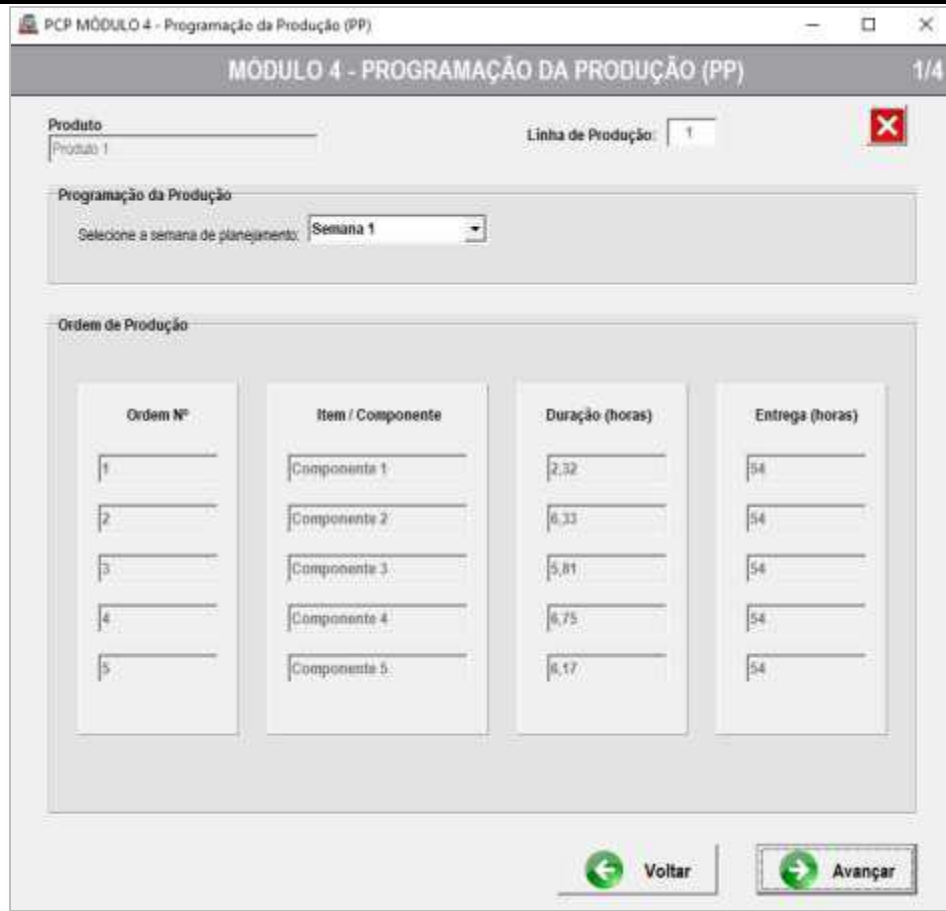 PCP MÓDULO 4 - Programação da Produção (PP)
MÓDULO 4 - PROGRAMAÇÃO DA PRODUÇÃO (PP) 1/4
Produto
Produto 1
Linha de Produção: 1
Programação da Produção
Selecione a semana de planejamento: Semana 1
Ordem de Produção
Ordem Nº Item / Componente Duração (horas) Entrega (horas)
1 Componente 1 2,32 54
2 Componente 2 6,33 54
3 Componente 3 5,81 54
4 Componente 4 6,75 54
5 Componente 5 6,17 54
Voltar Avançar